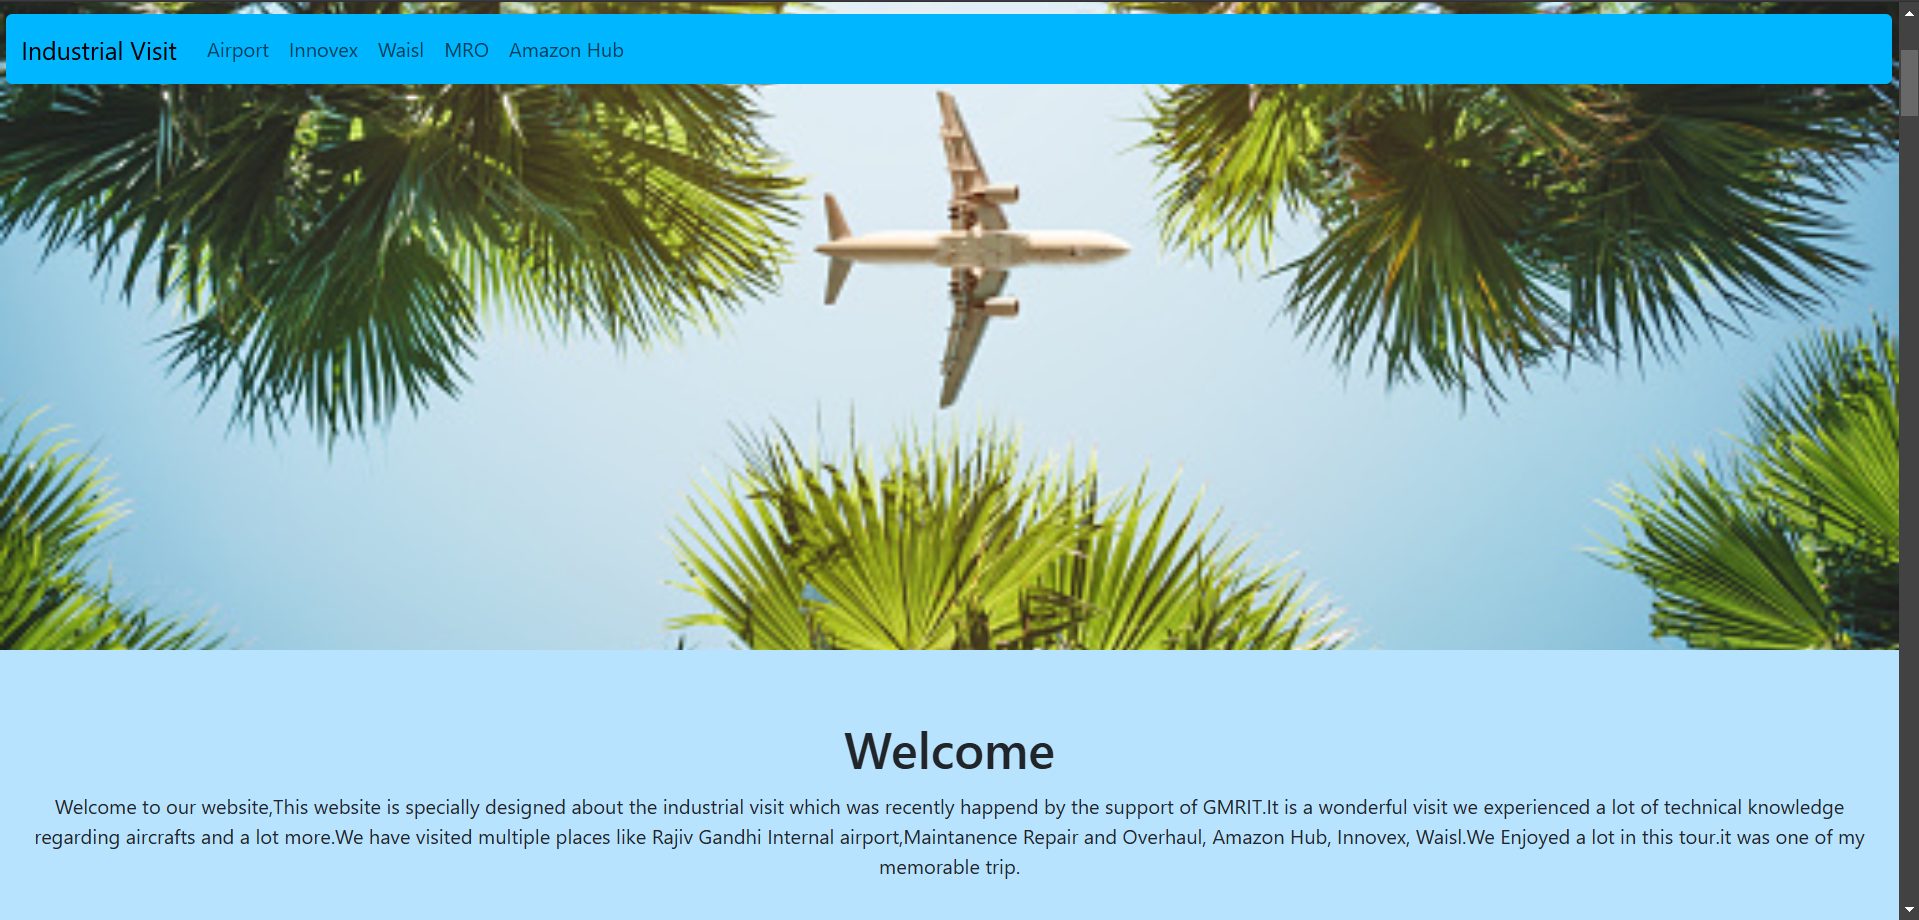 Industrial Visit Airport Innovex Waisl MRO Amazon Hub
Welcome
Welcome to our website,This website is specially designed about the industrial visit which was recently happend by the support of GMRIT.It is a wonderful visit we experienced a lot of technical knowledge
regarding aircrafts and a lot more.We have visited multiple places like Rajiv Gandhi Internal airport,Maintanence Repair and Overhaul, Amazon Hub, Innovex, Waisl.We Enjoyed a lot in this tour.it was one of my
memorable trip.